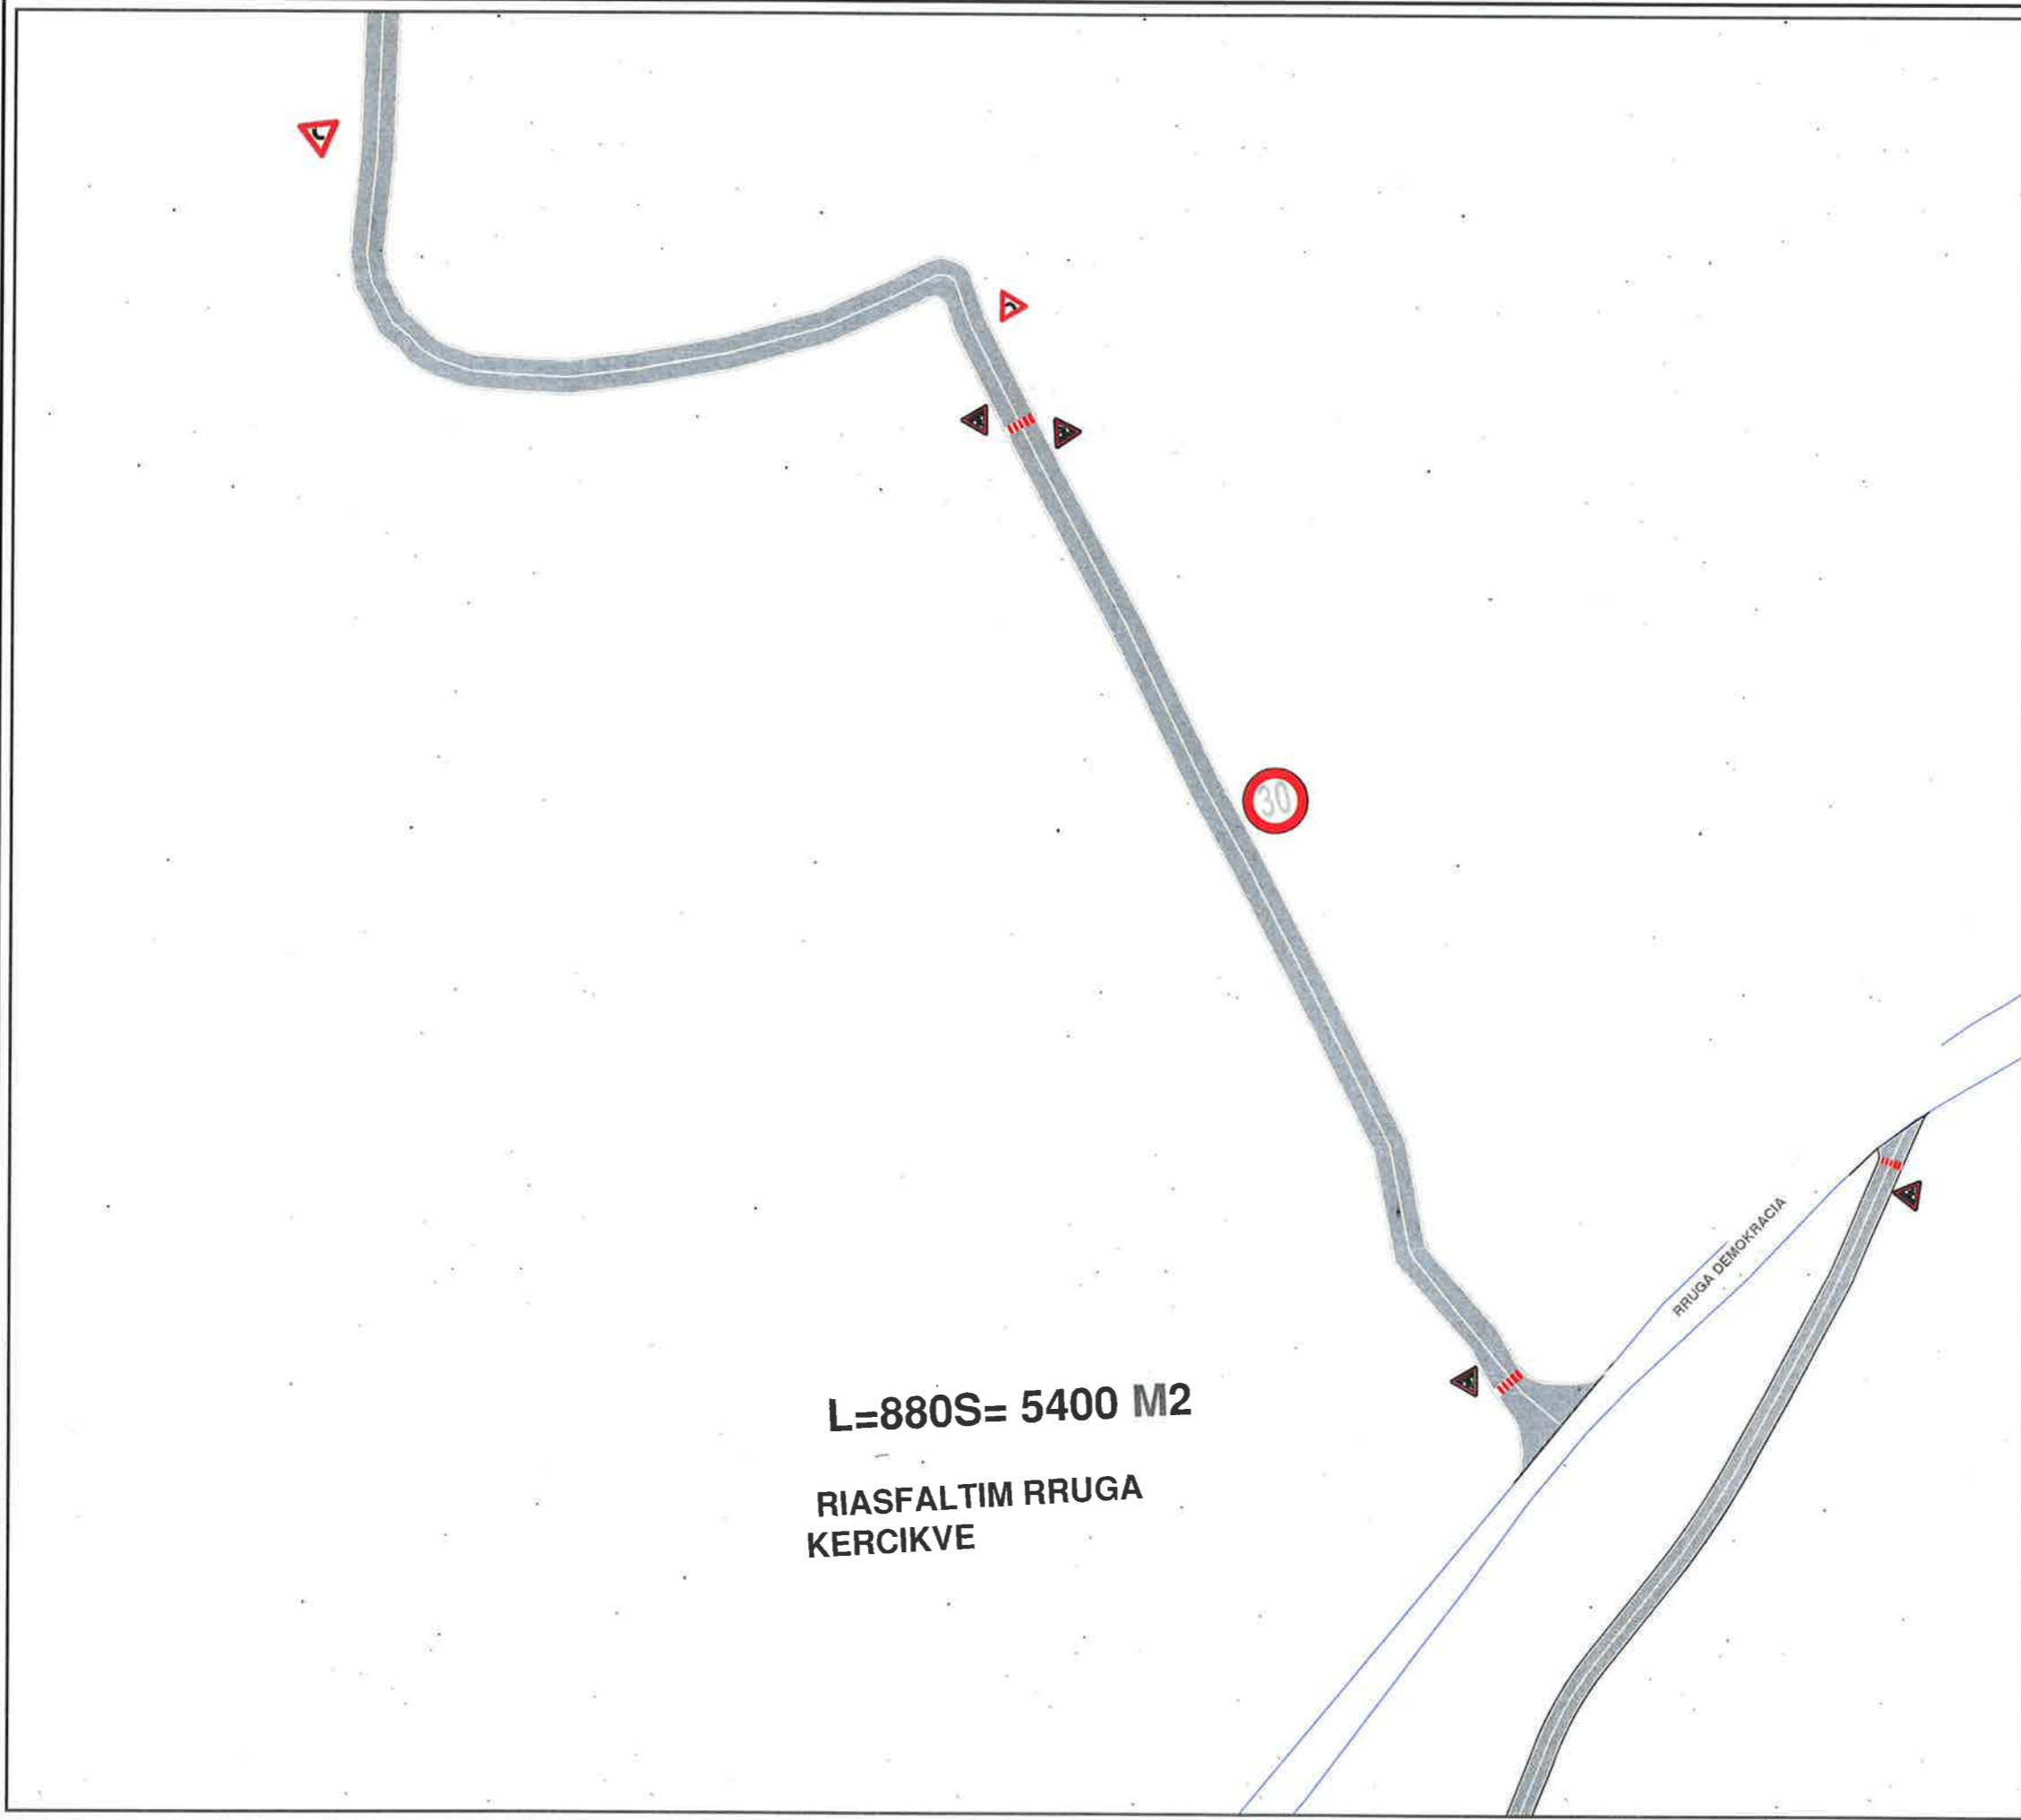 30
RRUGA DEMOKRACIA
L=880S= 5400 M2
RIASFALTIM RRUGA
KERCIKVE